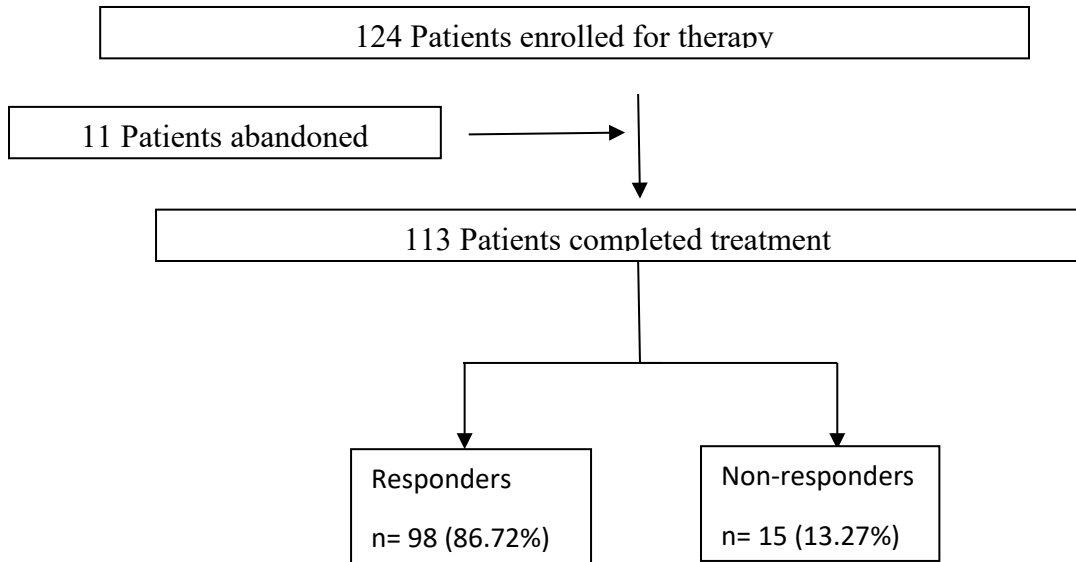 124 Patients enrolled for therapy
11 Patients abandoned
113 Patients completed treatment
Responders
n= 98 (86.72%)
Non-responders
n= 15 (13.27%)